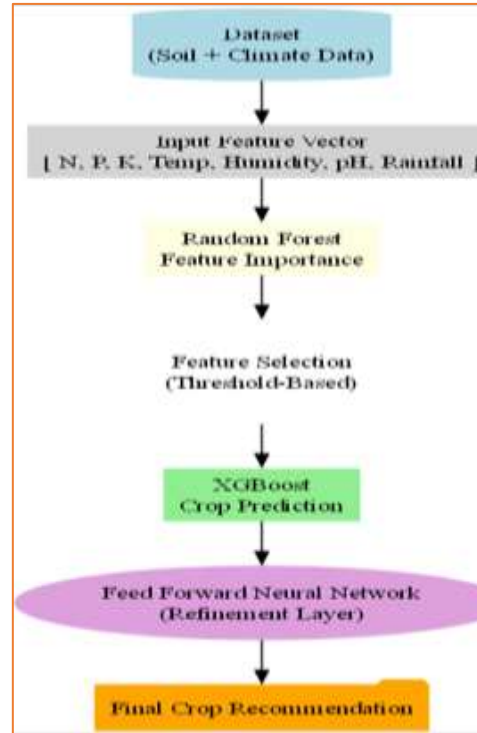 Dataset
(Soil + Climate Data)
Input Feature Vector
[ N, P, K, Temp, Humidity, pH, Rainfall ]
Random Forest
Feature Importance
Feature Selection
(Threshold-Based)
XGBoost
Crop Prediction
Feed Forward Neural Network
(Refinement Layer)
Final Crop Recommendation